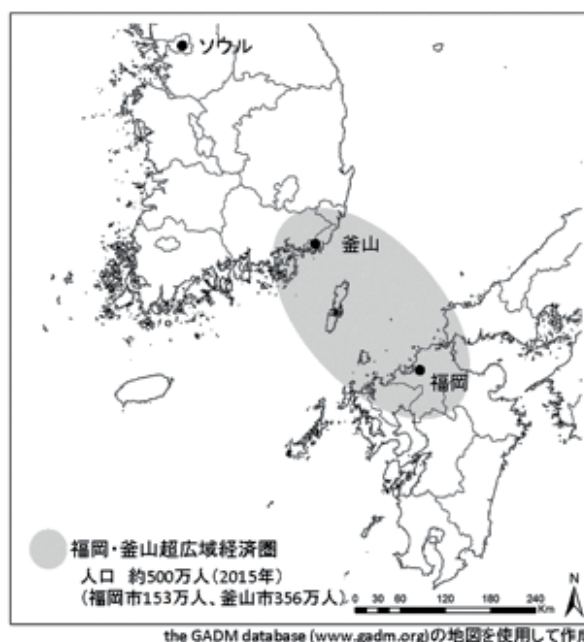 ソウル
釜山
福岡
福岡・釜山超広域経済圏
人口 約500万人(2015年)
(福岡市153万人、釜山市356万人)
0 30 60 120 180 240
Km
N
the GADM database (www.gadm.org)の地図を使用して作成